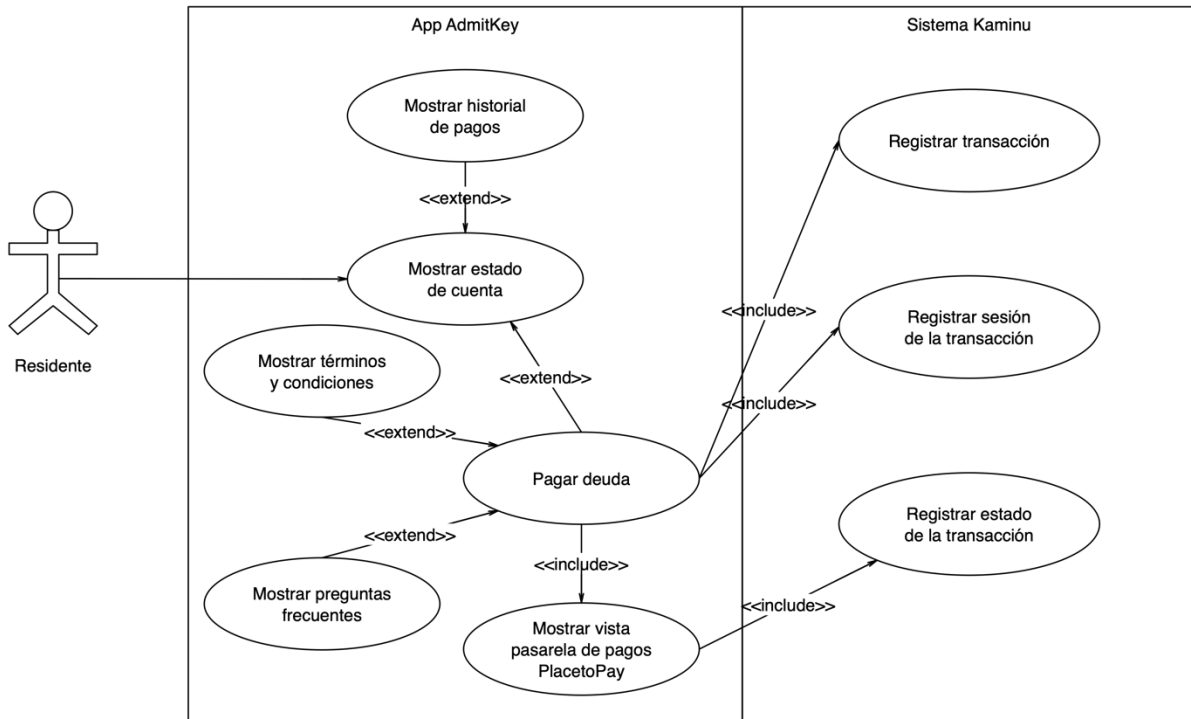 App AdmitKey
Sistema Kaminu
Mostrar historial
de pagos
Registrar transacción
<<extend>>
Mostrar estado
de cuenta
<<include>>
Registrar sesión
de la transacción
Residente
Mostrar términos
y condiciones
<<extend>>
<<include>>
<<extend>>
Pagar deuda
Registrar estado
de la transacción
<<extend>>
<<include>>
Mostrar preguntas
frecuentes
<<include>>
Mostrar vista
pasarela de pagos
PlacetoPay